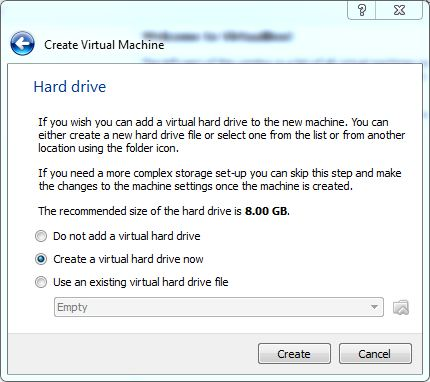 Welcome to VirtualBox!
Create Virtual Machine
Hard drive
If you wish you can add a virtual hard drive to the new machine. You can
either create a new hard drive file or select one from the list or from another
location using the folder icon.
If you need a more complex storage set-up you can skip this step and make
the changes to the machine settings once the machine is created.
The recommended size of the hard drive is 8.00 GB.
Do not add a virtual hard drive
Create a virtual hard drive now
Use an existing virtual hard drive file
Empty
Create
Cancel